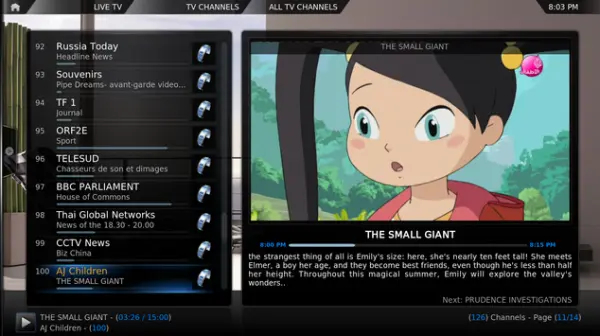 LIVE TV
TV CHANNELS
ALL TV CHANNELS
8:03 PM
92 Russia Today
Headline News
93 Souvenirs
Pipe Dreams- avant-garde video...
94 TF 1
Journal
95 ORF2E
Sport
96 TELESUD
Chasseurs de son et dimages
97 BBC PARLIAMENT
House of Commons
98 Thai Global Networks
News of the 18.30 - 20.00
99 CCTV News
Biz China
100 AJ Children
THE SMALL GIANT
THE SMALL GIANT
THE SMALL GIANT
8:00 PM
8:15 PM
the strangest thing of all is Emily's size: here, she's nearly ten feet tall! She meets
Elmer, a boy her age, and they become best friends, even though he's less than half
her height. Throughout this magical summer, Emily will explore the valley's
wonders..
Next: PRUDENCE INVESTIGATIONS
THE SMALL GIANT - (03:26 / 15:00)
AJ Children - (100)
(126) Channels - Page (11/14)